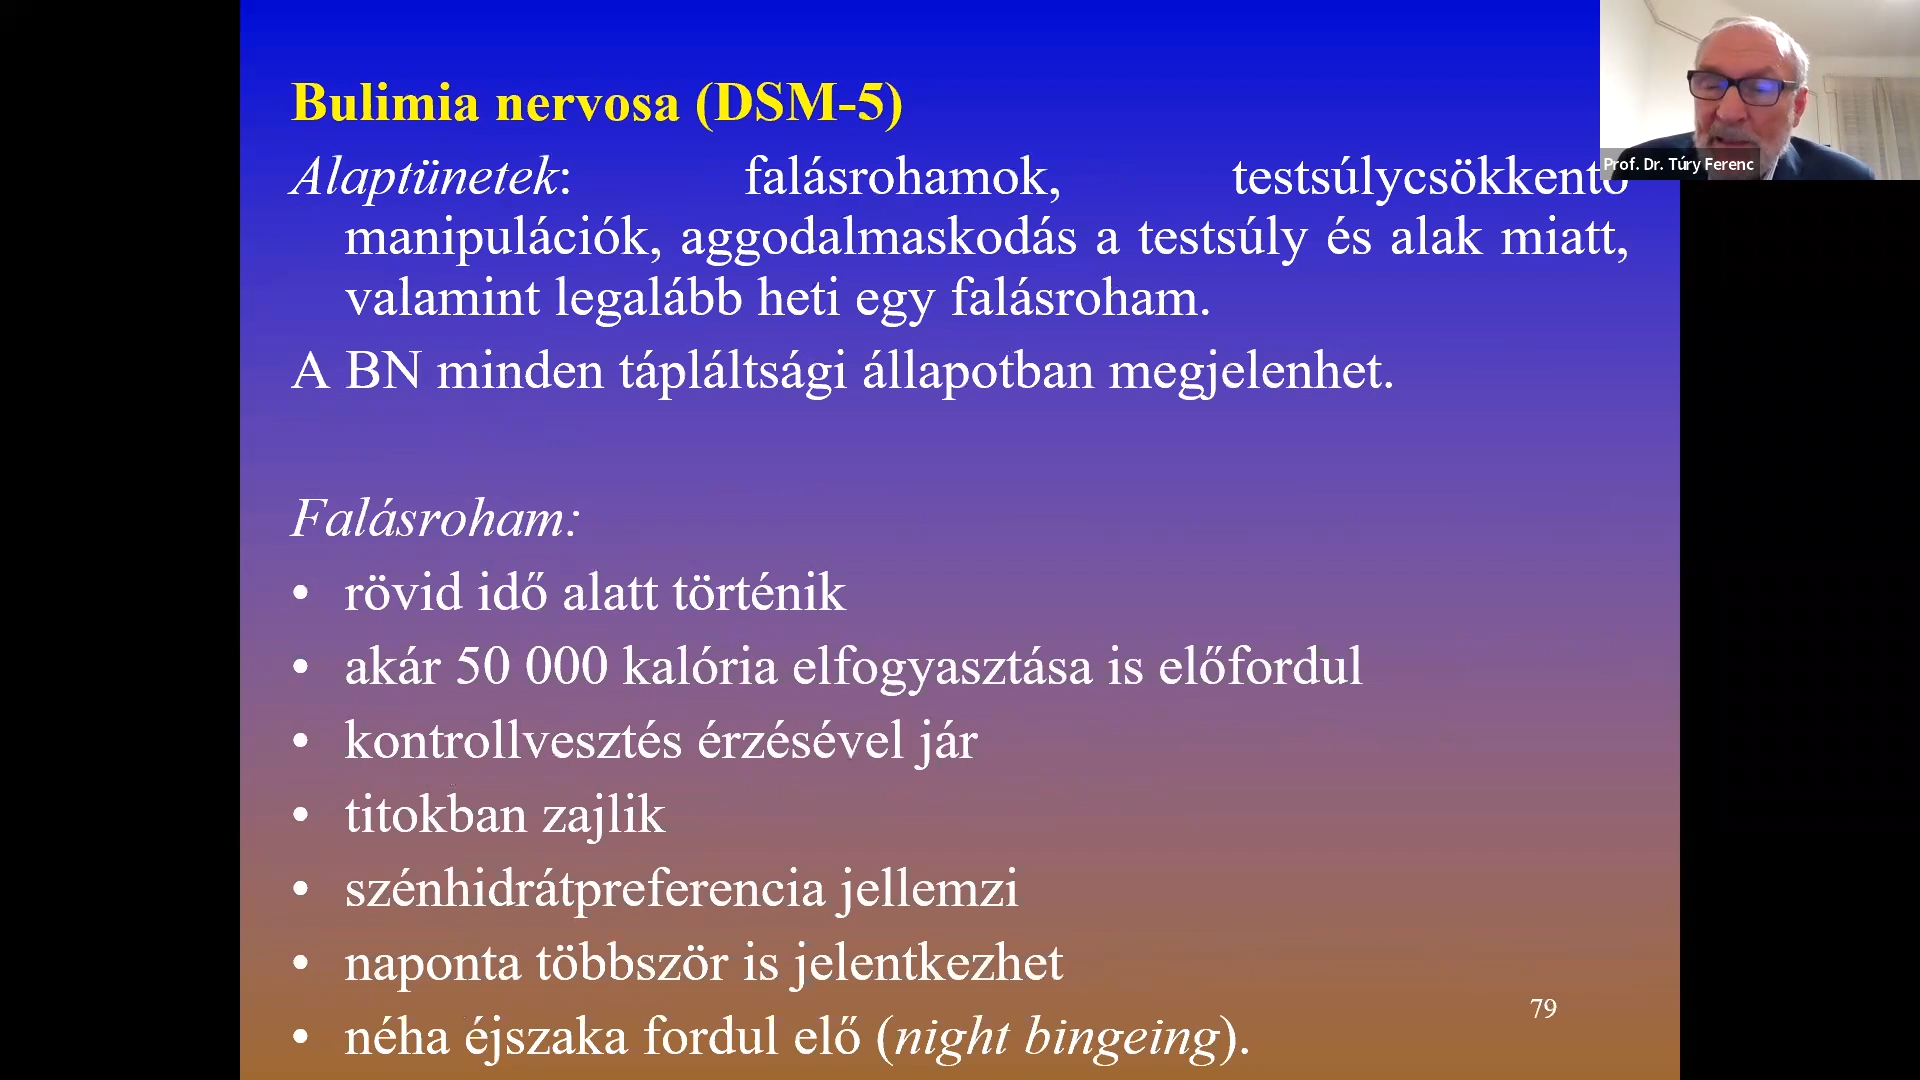 Bulimia nervosa (DSM-5)
Alaptünetek: falásrohamok, testsúlycsökkentő
manipulációk, aggodalmaskodás a testsúly és alak miatt,
valamint legalább heti egy falásroham.
A BN minden tápláltsági állapotban megjelenhet.
Falásroham:
• rövid idő alatt történik
• akár 50 000 kalória elfogyasztása is előfordul
• kontrollvesztés érzésével jár
• titokban zajlik
• szénhidrátpreferencia jellemzi
• naponta többször is jelentkezhet
• néha éjszaka fordul elő (night bingeing).
79
Prof. Dr. Túry Ferenc